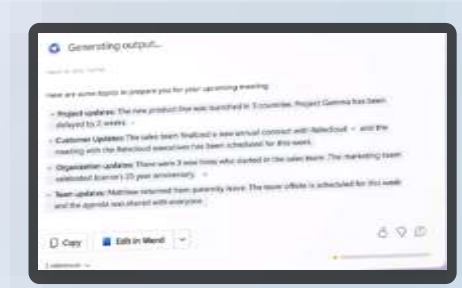 Generating output...
Here are some topics to prepare you for your upcoming meeting:
Project updates: The new product line was launched in 3 countries. Project Gamma has been
delayed by 2 weeks.
Customer Updates: The sales team finalized a new annual contract with Relecloud and the
meeting with the Relecloud executives has been scheduled for this week.
Organization updates: There were 3 new hires who started in the sales team. The marketing team
celebrated 25 year anniversary.
Team updates: returned from parently leave. The team offsite is scheduled for this week
and the agenda was shared with everyone
Copy
Edit in Word